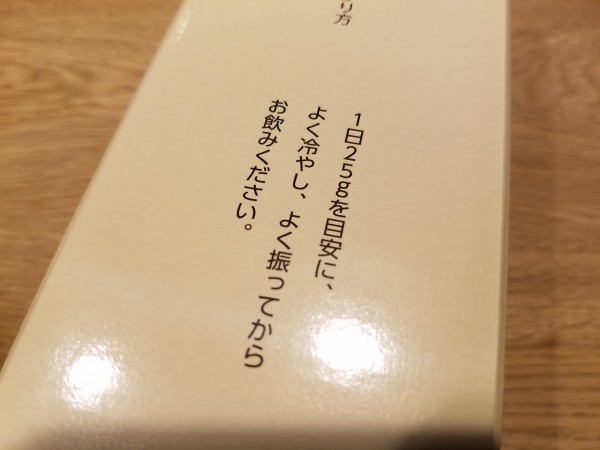 り方
1日25gを目安に、
よく冷やし、よく振ってから
お飲みください。